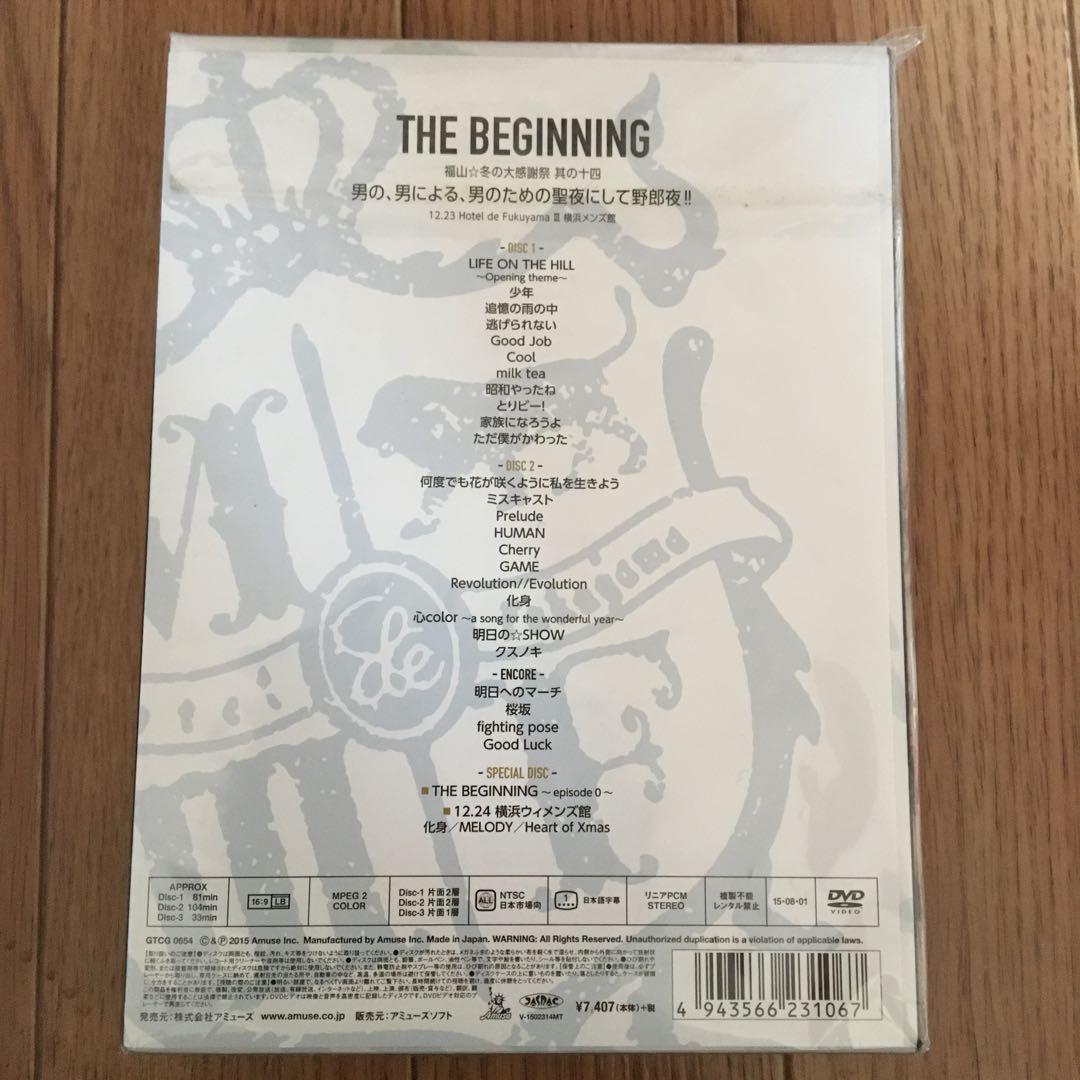 THE BEGINNING
福山☆冬の大感謝祭 其の十四
男の、男による、男のための聖夜にして野郎夜!!
12.23 Hotel de Fukuyama Ⅲ 横浜メンズ館
- DISC 1 -
LIFE ON THE HILL
～Opening theme～
少年
追憶の雨の中
逃げられない
Good Job
Cool
milk tea
昭和やったね
とりビー!
家族になろうよ
ただ僕がかわった
- DISC 2 -
何度でも花が咲くように私を生きよう
ミスキャスト
Prelude
HUMAN
Cherry
GAME
Revolution//Evolution
化身
心color ～a song for the wonderful year～
明日の☆SHOW
クスノキ
- ENCORE -
明日へのマーチ
桜坂
fighting pose
Good Luck
- SPECIAL DISC -
■ THE BEGINNING ～episode 0～
■ 12.24 横浜ウィメンズ館
化身／MELODY／Heart of Xmas
APPROX
Disc-1 81min
Disc-2 104min
Disc-3 33min
16:9 LB
MPEG 2
COLOR
Disc-1 片面2層
Disc-2 片面2層
Disc-3 片面1層
ALL NTSC
日本市場向
1 日本語字幕
リニアPCM
STEREO
複製不能
レンタル禁止
15・08・01
DVD
VIDEO
GTCG 0654 ©&℗ 2015 Amuse Inc. Manufactured by Amuse Inc. Made in Japan. WARNING: All Rights Reserved. Unauthorized duplication is a violation of applicable laws.
発売元：株式会社アミューズ www.amuse.co.jp 販売元：アミューズソフト
Amuse
JASRAC
V-1502314MT
¥7,407(本体)+税
4 943566 231067